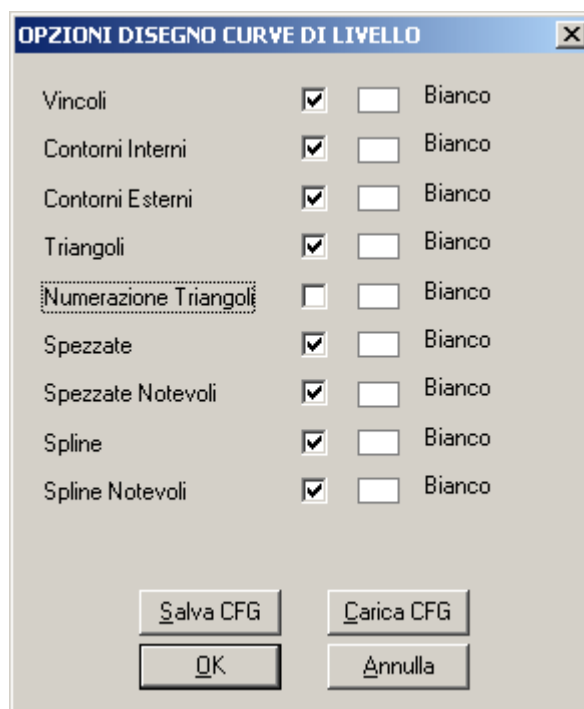 OPZIONI DISEGNO CURVE DI LIVELLO
Vincoli Bianco
Contorni Interni Bianco
Contorni Esterni Bianco
Triangoli Bianco
Numerazione Triangoli Bianco
Spezzate Bianco
Spezzate Notevoli Bianco
Spline Bianco
Spline Notevoli Bianco
Salva CFG Carica CFG
OK Annulla